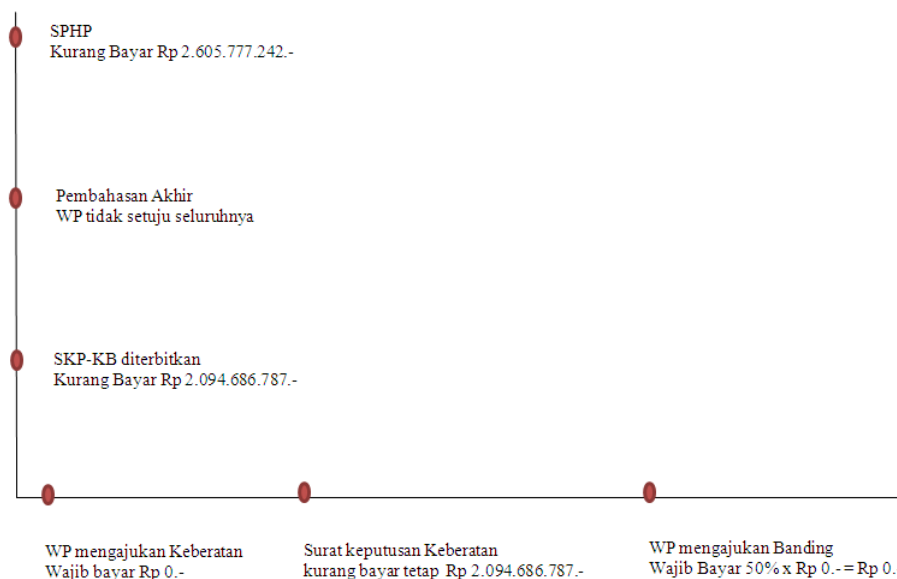 SPHP
Kurang Bayar Rp 2.605.777.242.-
Pembahasan Akhir
WP tidak setuju seluruhnya
SKP-KB diterbitkan
Kurang Bayar Rp 2.094.686.787.-
WP mengajukan Keberatan
Wajib bayar Rp 0.-
Surat keputusan Keberatan
kurang bayar tetap Rp 2.094.686.787.-
WP mengajukan Banding
Wajib Bayar 50% x Rp 0.- = Rp 0.